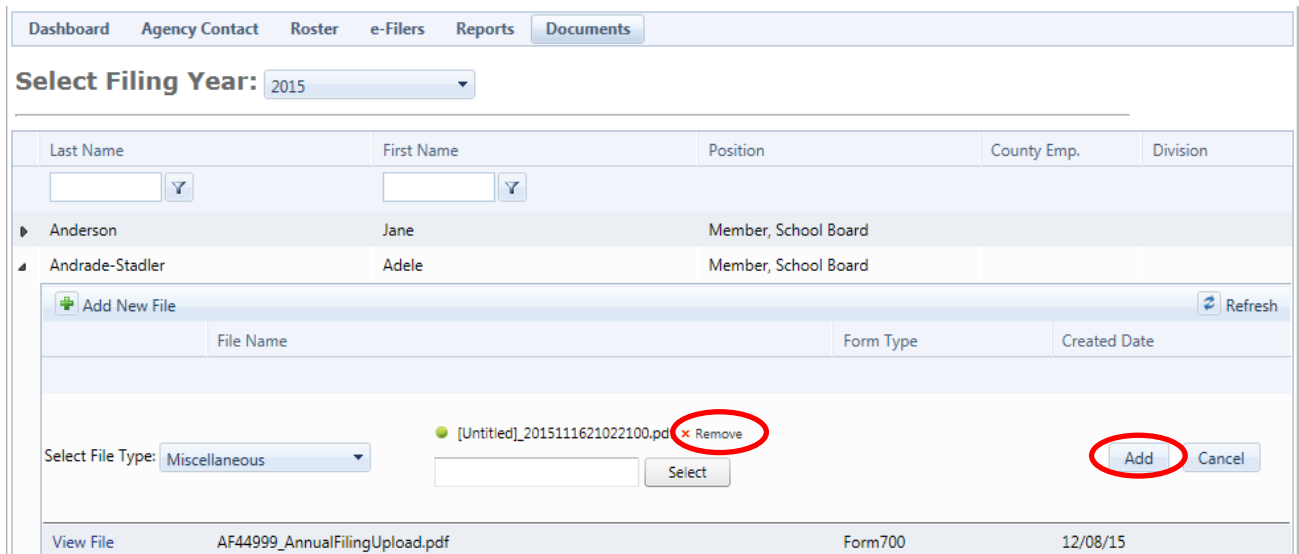 Dashboard Agency Contact Roster e-Filers Reports Documents
Select Filing Year: 2015
Last Name First Name Position County Emp. Division
Anderson Jane Member, School Board
Andrade-Stadler Adele Member, School Board
Add New File Refresh
File Name Form Type Created Date
[Untitled]_2015111621022100.pdf × Remove
Select File Type: Miscellaneous Select Add Cancel
View File AF44999_AnnualFilingUpload.pdf Form700 12/08/15